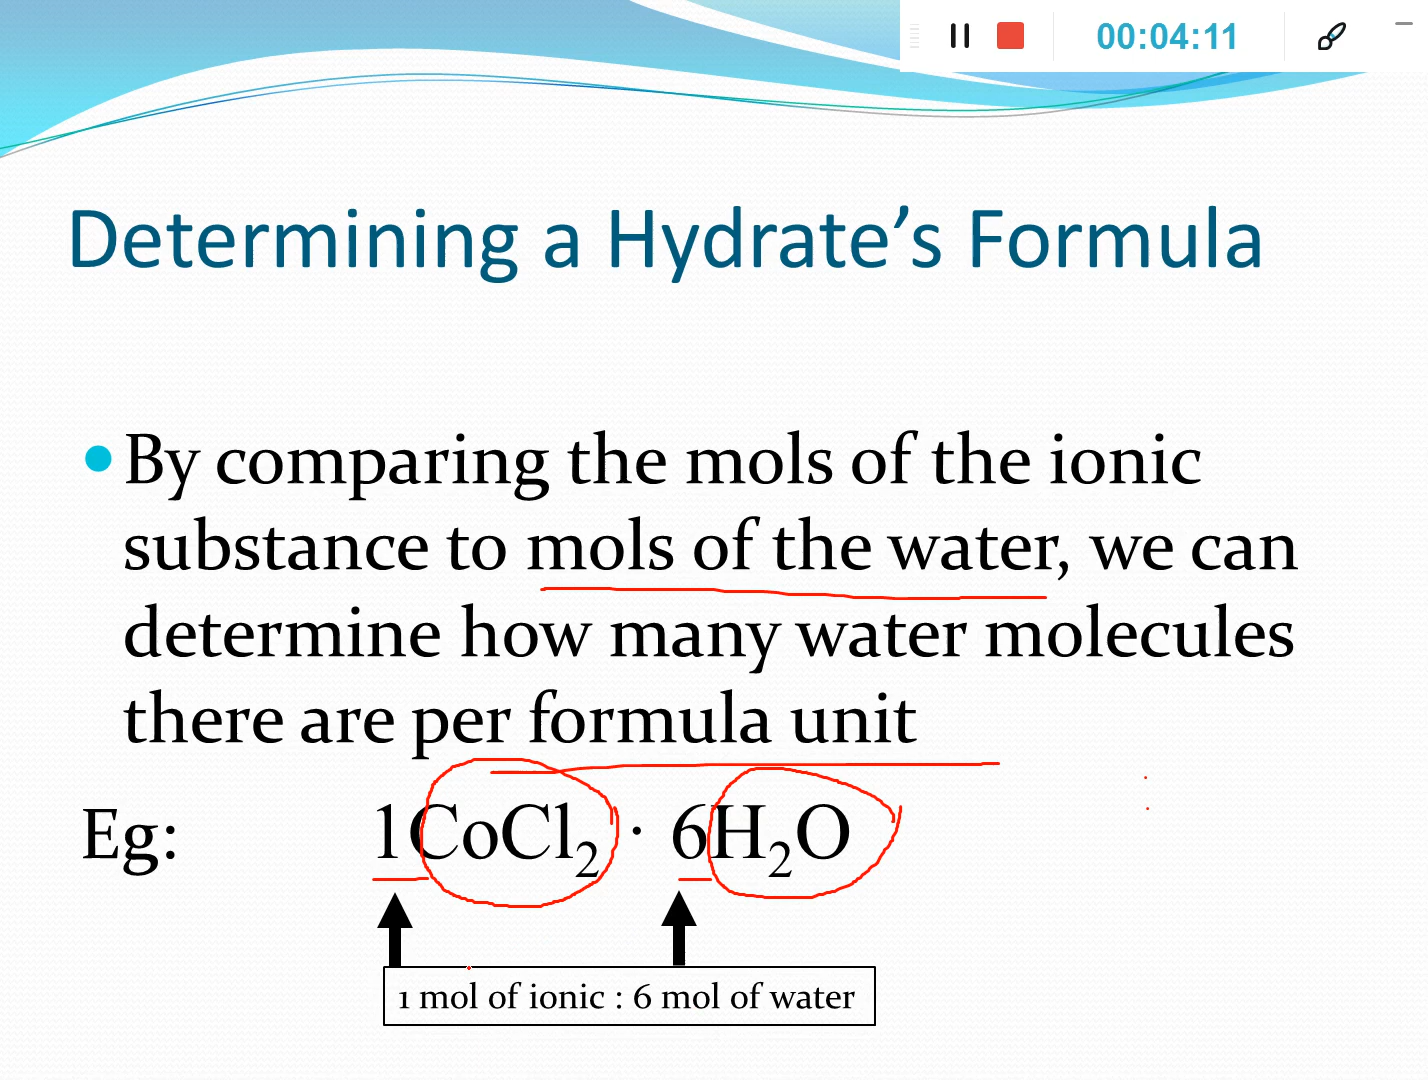 00:04:11
Determining a Hydrate’s Formula
By comparing the mols of the ionic
substance to mols of the water, we can
determine how many water molecules
there are per formula unit
Eg: 1CoCl₂ · 6H₂O
1 mol of ionic : 6 mol of water